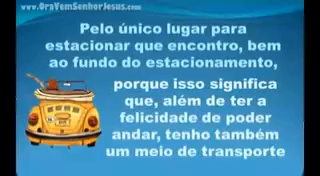 www.OraVemSenhorJesus.com
Pelo único lugar para
estacionar que encontro, bem
ao fundo do estacionamento,
porque isso significa
que, além de ter a
felicidade de poder
andar, tenho também
um meio de transporte